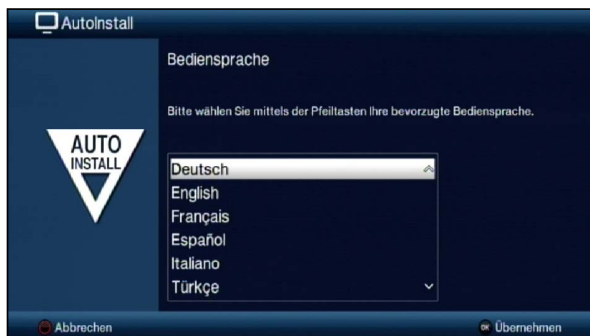 AutoInstall
Bediensprache
Bitte wählen Sie mittels der Pfeiltasten Ihre bevorzugte Bediensprache.
AUTO
INSTALL
Deutsch
English
Français
Español
Italiano
Türkçe
Abbrechen
OK Übernehmen